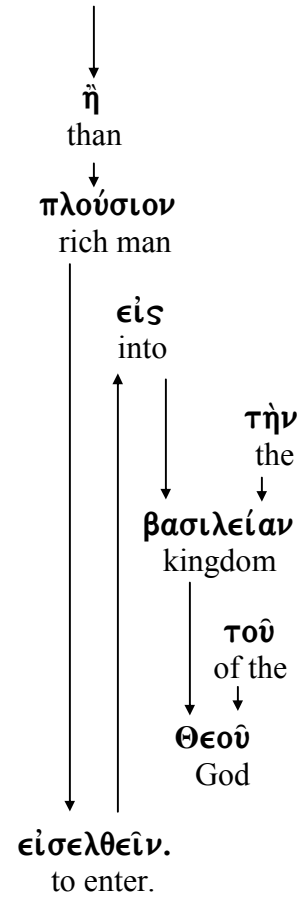 ἢ
than
πλούσιον
rich man
εἰς
into
τὴν
the
βασιλείαν
kingdom
τοῦ
of the
Θεοῦ
God
εἰσελθεῖν.
to enter.